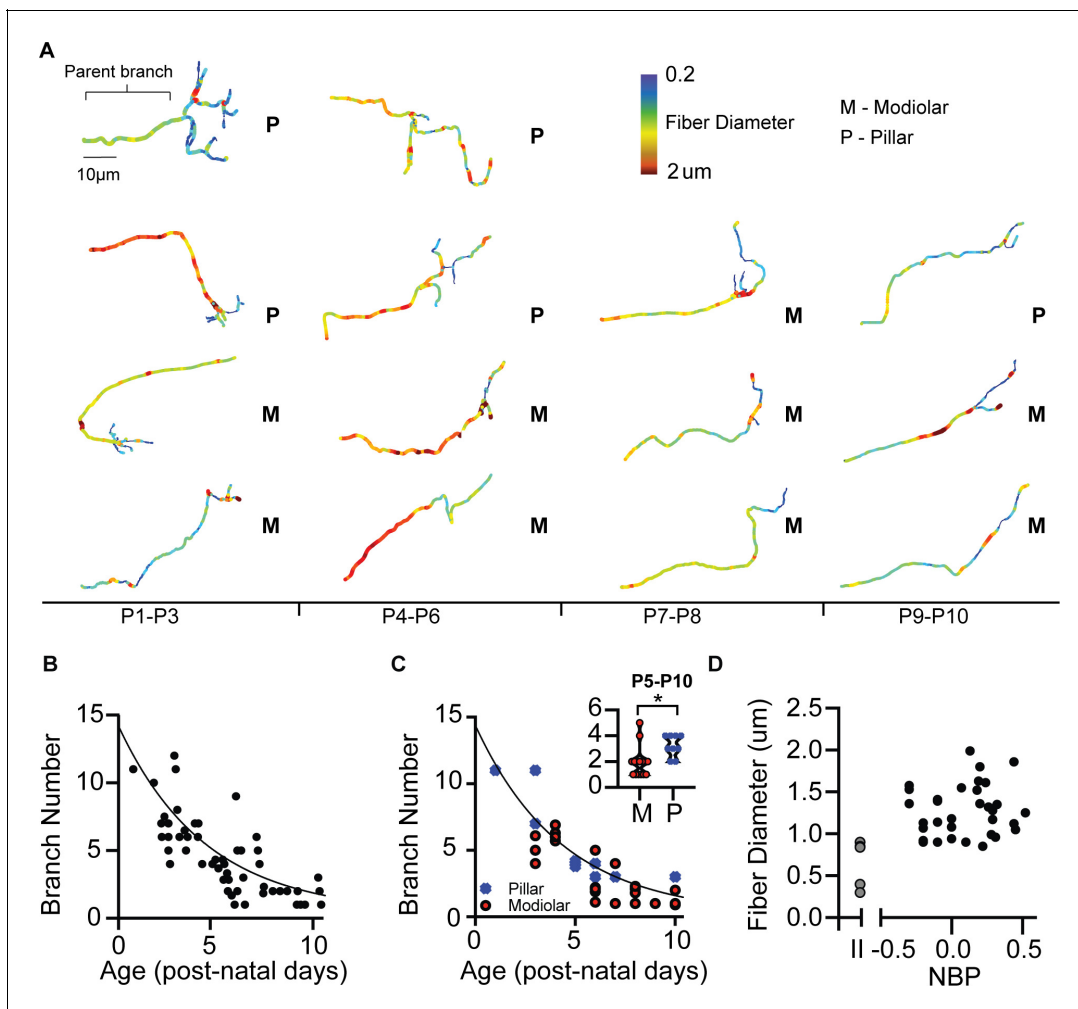 A
Parent branch
10µm
P
P
0.2
Fiber Diameter
2 um
M - Modiolar
P - Pillar
P
M
M
P
M
M
M
M
M
M
M
P1-P3
P4-P6
P7-P8
P9-P10
B
15
10
5
0
Branch Number
0
5
10
Age (post-natal days)
C
15
10
5
0
Branch Number
0
5
10
Age (post-natal days)
Pillar
Modiolar
P5-P10
*
6
4
2
0
M
P
D
2.5
2.0
1.5
1.0
0.5
0.0
Fiber Diameter (um)
II
-0.5
0.0
0.5
NBP